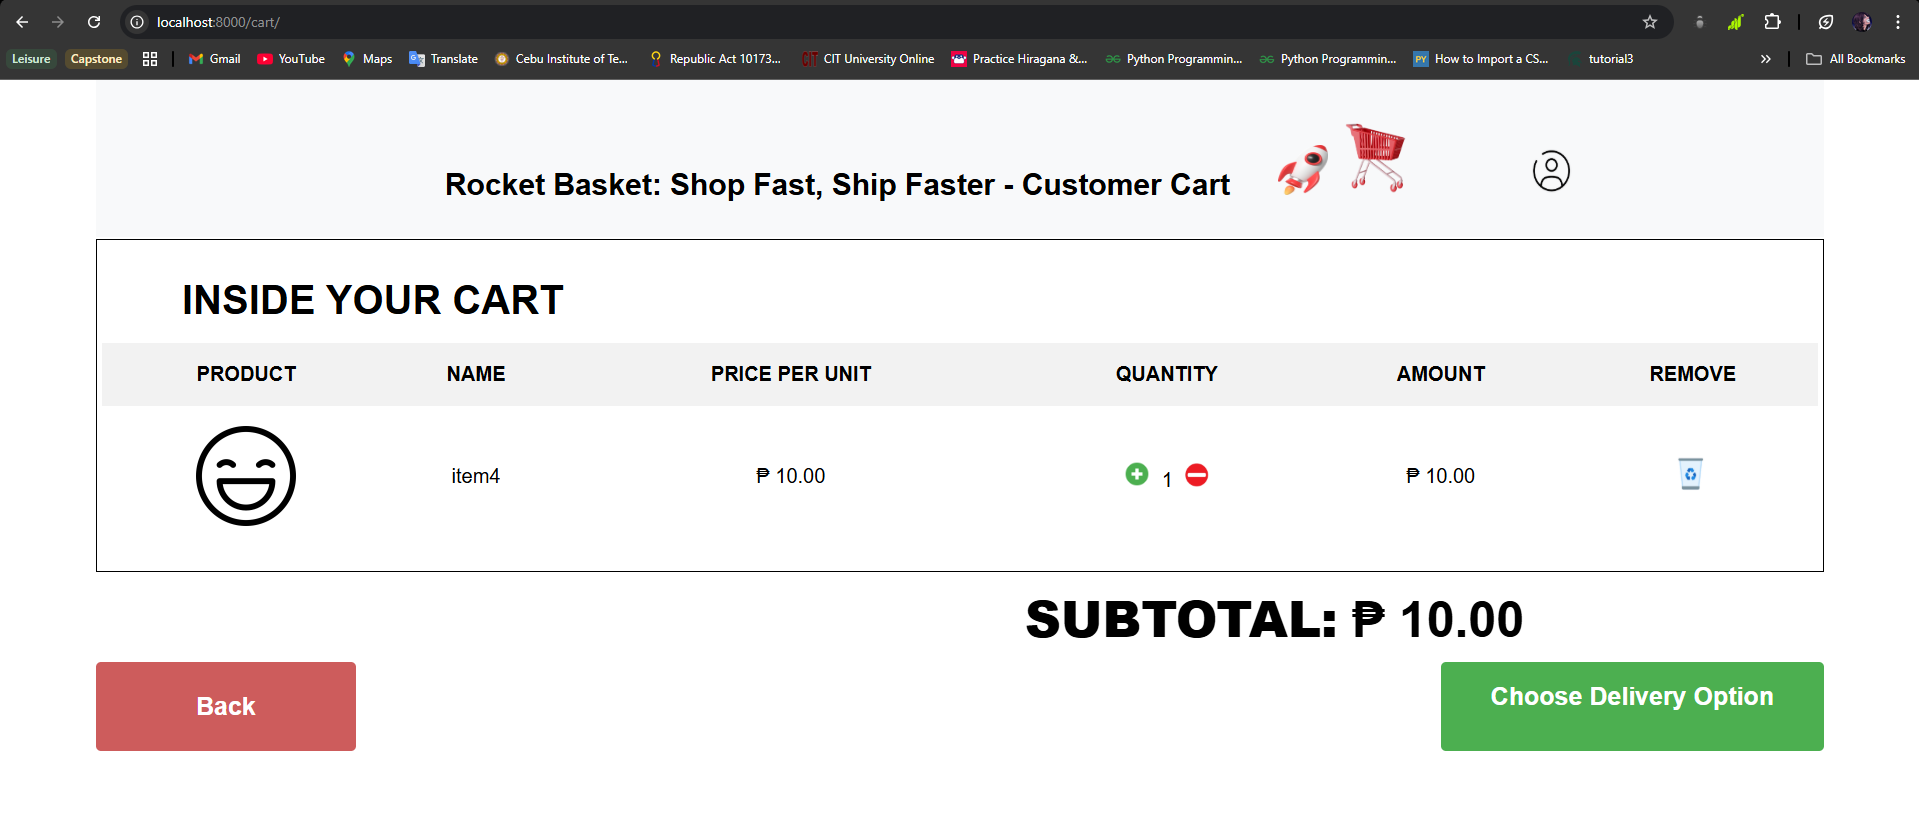 localhost:8000/cart/
Leisure Capstone Gmail YouTube Maps Translate Cebu Institute of Te... Republic Act 10173... CIT CIT University Online Practice Hiragana &... Python Programmin... Python Programmin... PY How to Import a CS... tutorial3 All Bookmarks
Rocket Basket: Shop Fast, Ship Faster - Customer Cart
INSIDE YOUR CART
PRODUCT NAME PRICE PER UNIT QUANTITY AMOUNT REMOVE
item4 ₱ 10.00 1 ₱ 10.00
SUBTOTAL: ₱ 10.00
Back Choose Delivery Option